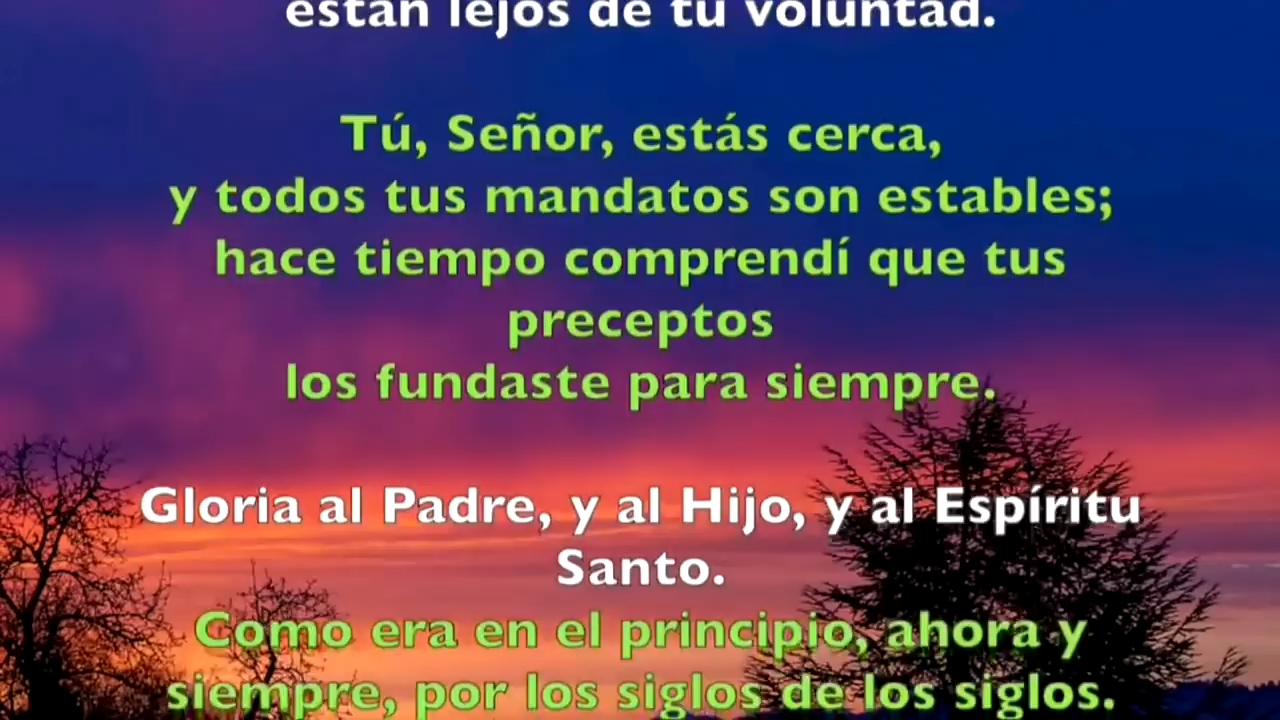 están lejos de tu voluntad.
Tú, Señor, estás cerca,
y todos tus mandatos son estables;
hace tiempo comprendí que tus
preceptos
los fundaste para siempre.
Gloria al Padre, y al Hijo, y al Espíritu
Santo.
Como era en el principio, ahora y
siempre, por los siglos de los siglos.